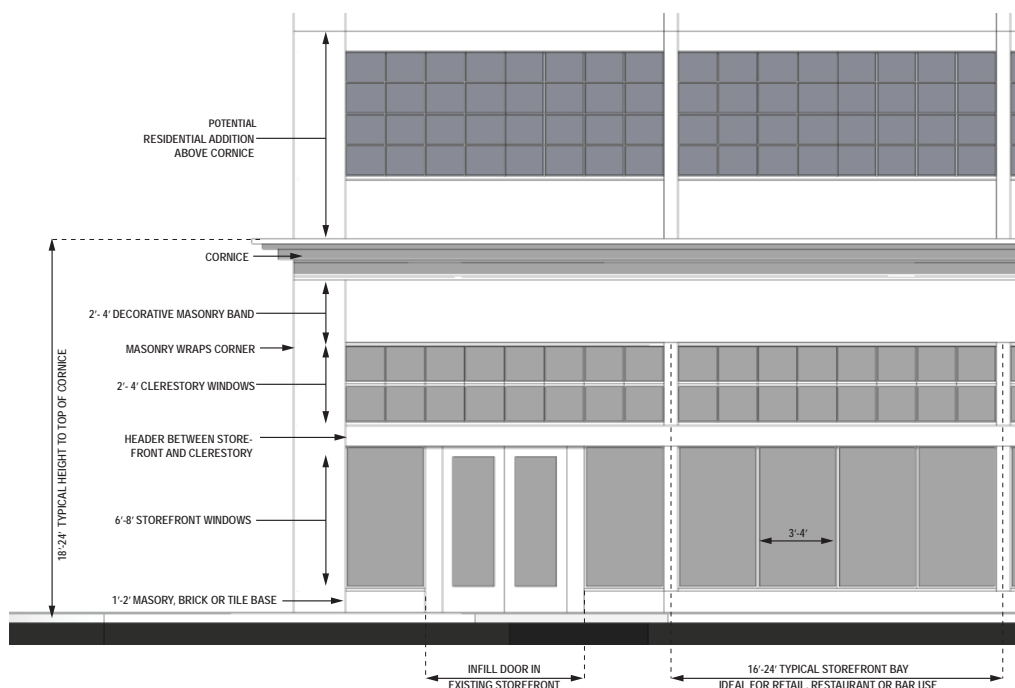 POTENTIAL
RESIDENTIAL ADDITION
ABOVE CORNICE
CORNICE
2'- 4' DECORATIVE MASONRY BAND
MASONRY WRAPS CORNER
2'- 4' CLERESTORY WINDOWS
HEADER BETWEEN STORE-
FRONT AND CLERESTORY
6'-8' STOREFRONT WINDOWS
1'-2' MASORY, BRICK OR TILE BASE
18'-24' TYPICAL HEIGHT TO TOP OF CORNICE
3'-4'
INFILL DOOR IN
EXISTING STOREFRONT
16'-24' TYPICAL STOREFRONT BAY
IDEAL FOR RETAIL, RESTAURANT OR BAR USE